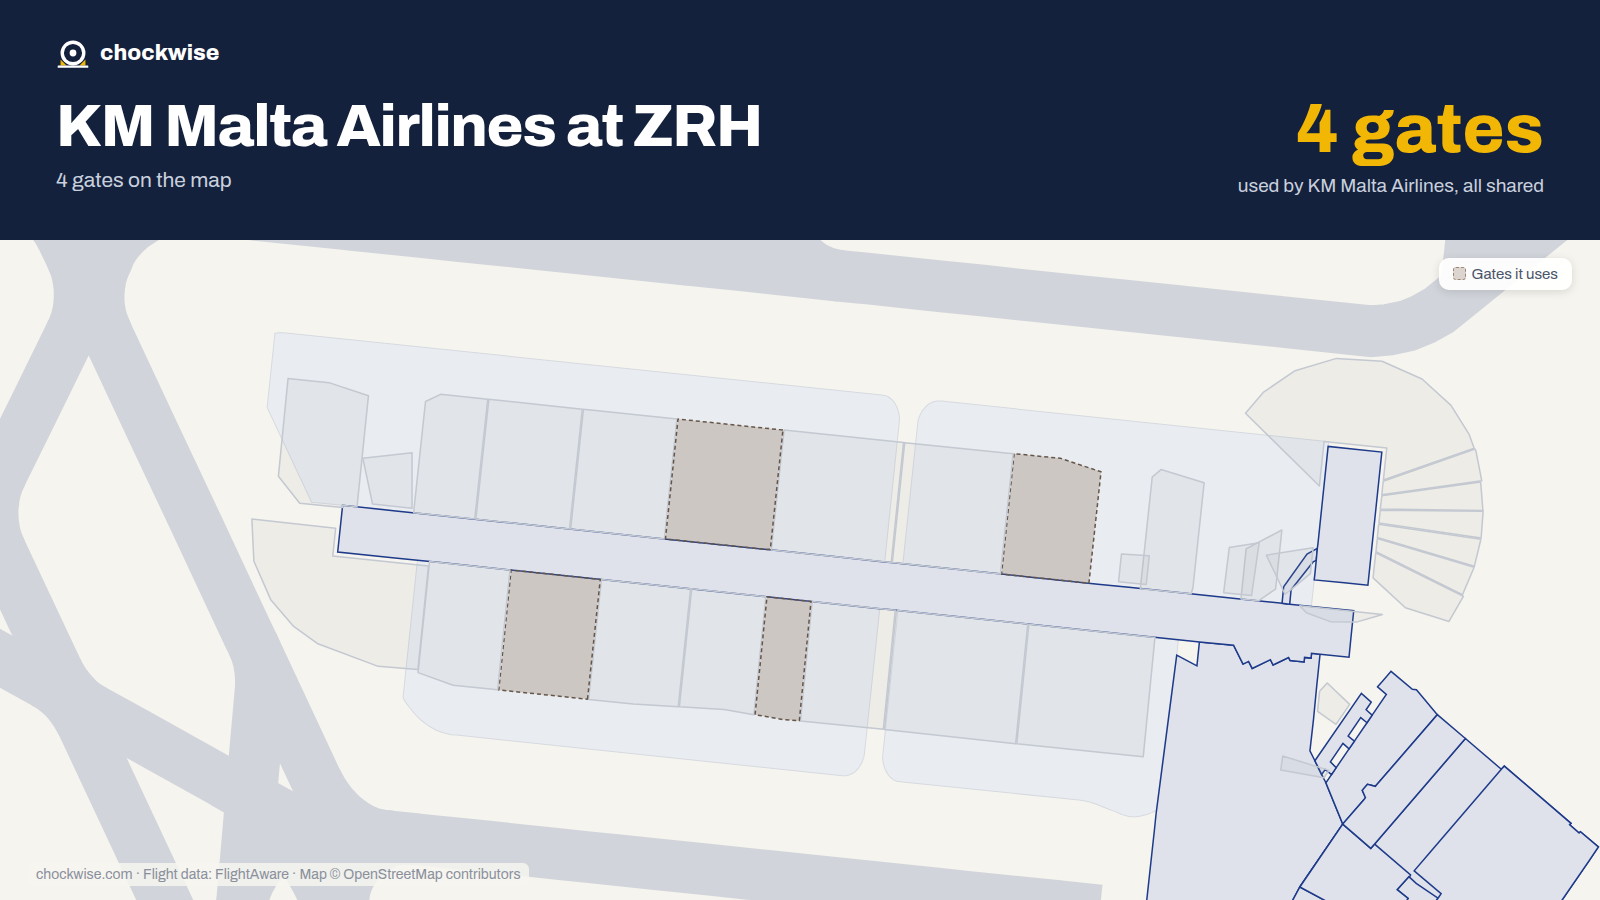 chockwise
KM Malta Airlines at ZRH
4 gates on the map
4 gates
used by KM Malta Airlines, all shared
Gates it uses
chockwise.com · Flight data: FlightAware · Map © OpenStreetMap contributors